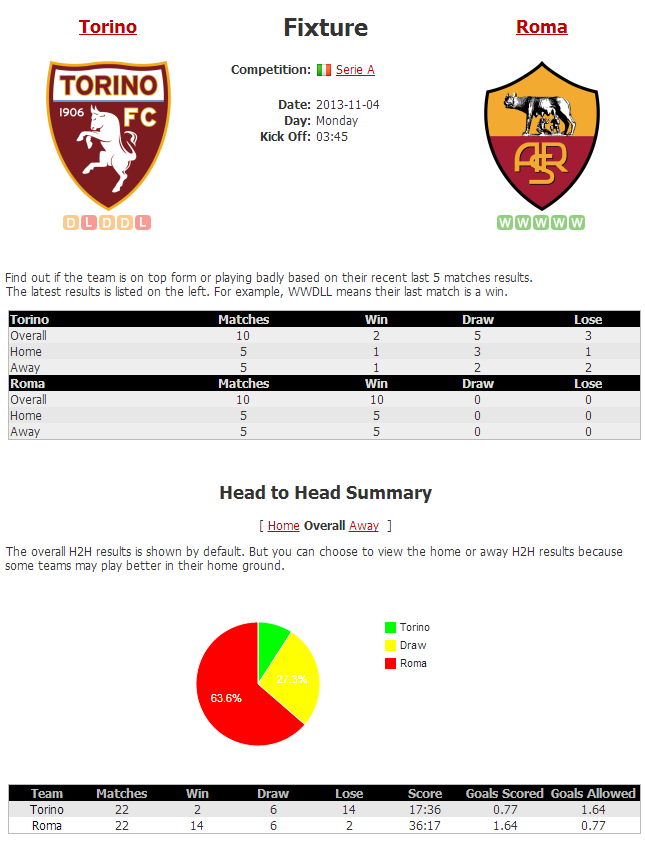 Torino
Fixture
Roma
TORINO
1906 FC
ASR
Competition: Serie A
Date: 2013-11-04
Day: Monday
Kick Off: 03:45
D L D D L
W W W W W
Find out if the team is on top form or playing badly based on their recent last 5 matches results.
The latest results is listed on the left. For example, WWDLL means their last match is a win.
Torino Matches Win Draw Lose
Overall 10 2 5 3
Home 5 1 3 1
Away 5 1 2 2
Roma Matches Win Draw Lose
Overall 10 10 0 0
Home 5 5 0 0
Away 5 5 0 0
Head to Head Summary
[ Home Overall Away ]
The overall H2H results is shown by default. But you can choose to view the home or away H2H results because
some teams may play better in their home ground.
Torino
Draw
Roma
27.3%
63.6%
Team Matches Win Draw Lose Score Goals Scored Goals Allowed
Torino 22 2 6 14 17:36 0.77 1.64
Roma 22 14 6 2 36:17 1.64 0.77